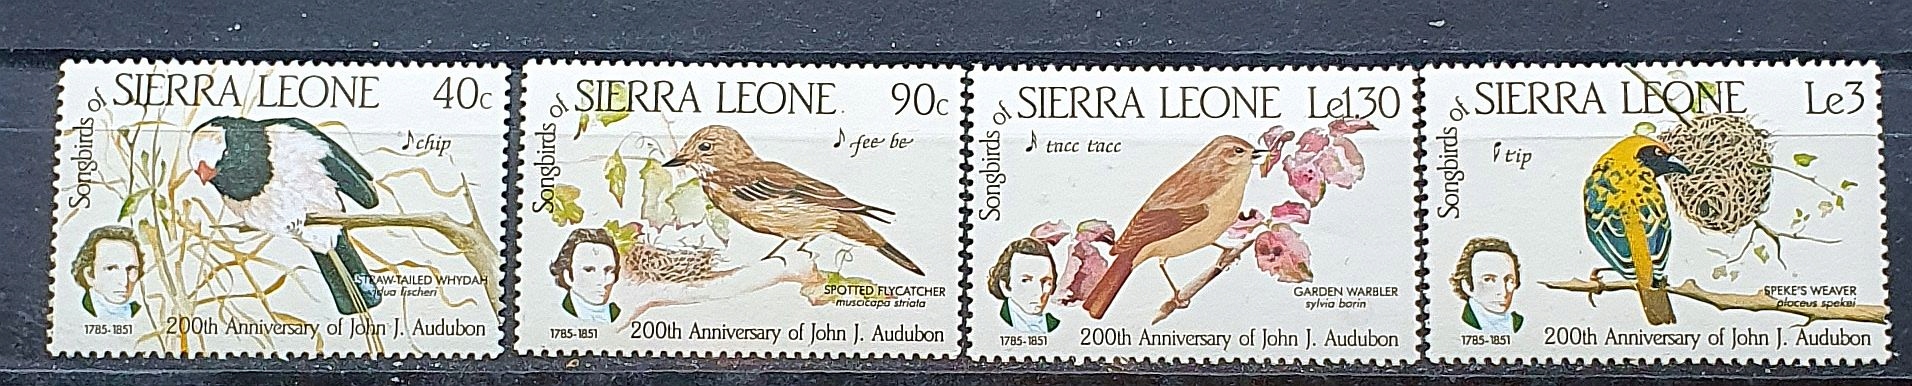 Songbirds of SIERRA LEONE 40c
♪ chip
STRAW-TAILED WHYDAH
vidua fischeri
1785-1851 200th Anniversary of John J. Audubon
Songbirds of SIERRA LEONE 90c
♪ fee be
SPOTTED FLYCATCHER
muscicapa striata
1785-1851 200th Anniversary of John J. Audubon
Songbirds of SIERRA LEONE Le1.30
♪ tacc tacc
GARDEN WARBLER
sylvia borin
1785-1851 200th Anniversary of John J. Audubon
Songbirds of SIERRA LEONE Le3
♪ tip
SPEKE'S WEAVER
ploceus spekei
1785-1851 200th Anniversary of John J. Audubon